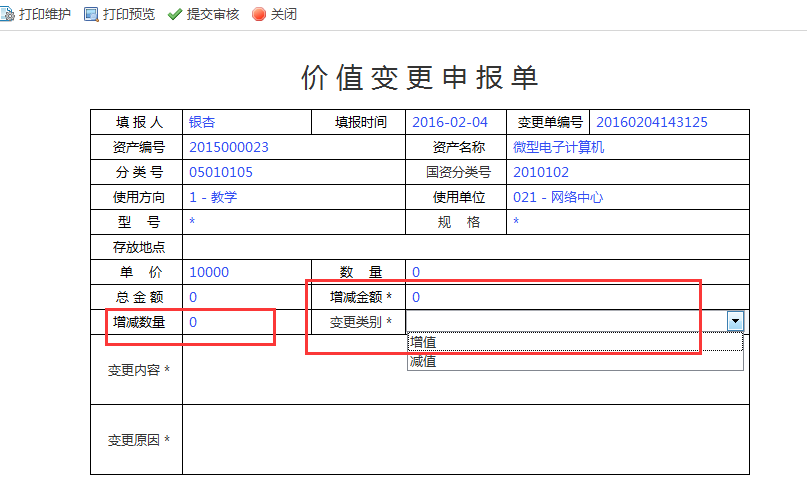 打印维护 打印预览 提交审核 关闭
价值变更申报单
填 报 人 银杏 填报时间 2016-02-04 变更单编号 20160204143125
资产编号 2015000023 资产名称 微型电子计算机
分 类 号 05010105 国资分类号 2010102
使用方向 1 - 教学 使用单位 021 - 网络中心
型 号 * 规 格 *
存放地点
单 价 10000 数 量 0
总 金 额 0 增减金额 * 0
增减数量 0 变更类别 *
增值
减值
变更内容 *
变更原因 *